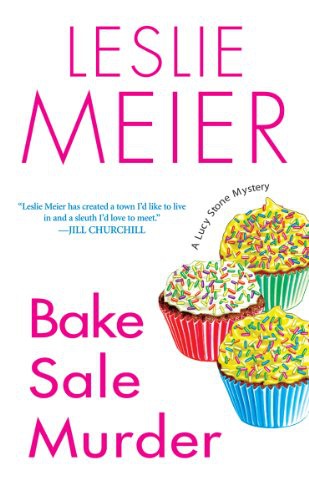 LESLIE
MEIER
“Leslie Meier has created a town I’d like to live
in and a sleuth I’d love to meet.”
—JILL CHURCHILL
A Lucy Stone Mystery
Bake
Sale
Murder